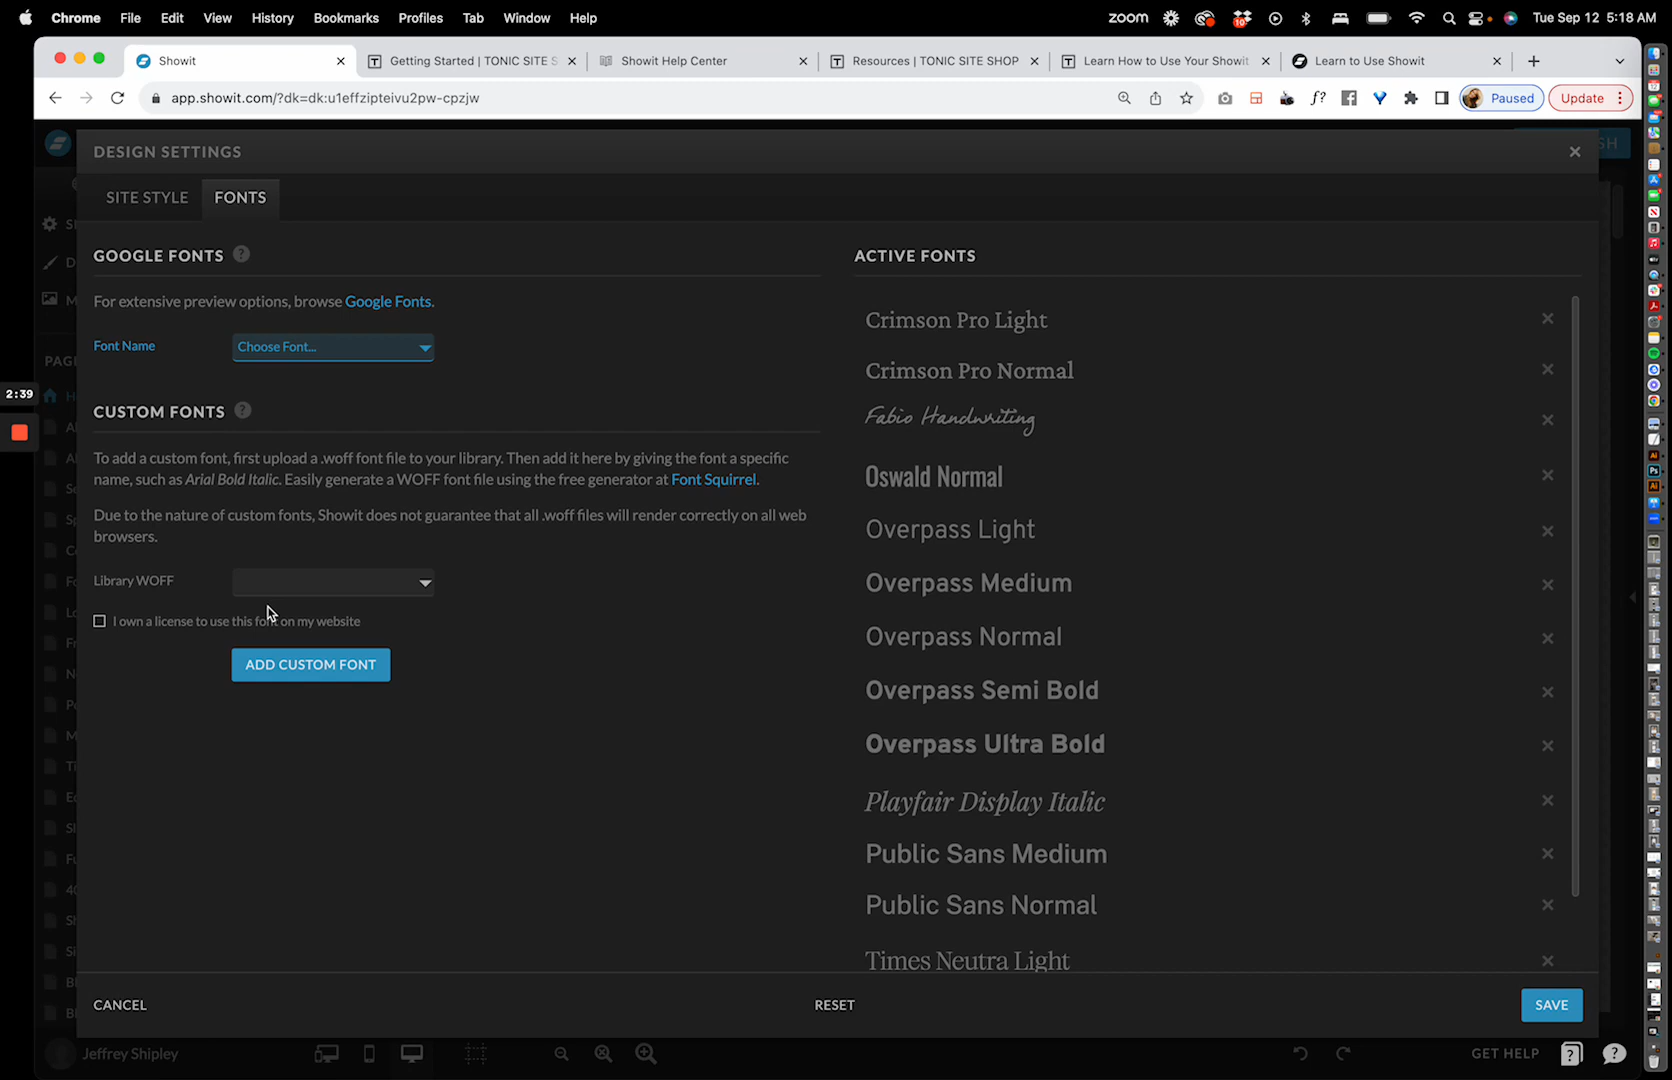 Chrome File Edit View History Bookmarks Profiles Tab Window Help zoom 10 Tue Sep 12 5:18 AM
Showit Getting Started | TONIC SITE S Showit Help Center Resources | TONIC SITE SHOP Learn How to Use Your Showit Learn to Use Showit
app.showit.com/?dk=dk:u1effzipteivu2pw-cpzjw f? Paused Update
DESIGN SETTINGS
SITE STYLE FONTS
GOOGLE FONTS ?
For extensive preview options, browse Google Fonts.
Font Name Choose Font...
2:39
CUSTOM FONTS ?
To add a custom font, first upload a .woff font file to your library. Then add it here by giving the font a specific
name, such as Arial Bold Italic. Easily generate a WOFF font file using the free generator at Font Squirrel.
Due to the nature of custom fonts, Showit does not guarantee that all .woff files will render correctly on all web
browsers.
Library WOFF
I own a license to use this font on my website
ADD CUSTOM FONT
ACTIVE FONTS
Crimson Pro Light
Crimson Pro Normal
Fabio Handwriting
Oswald Normal
Overpass Light
Overpass Medium
Overpass Normal
Overpass Semi Bold
Overpass Ultra Bold
Playfair Display Italic
Public Sans Medium
Public Sans Normal
Times Neutra Light
CANCEL RESET SAVE
Jeffrey Shipley GET HELP ? ?